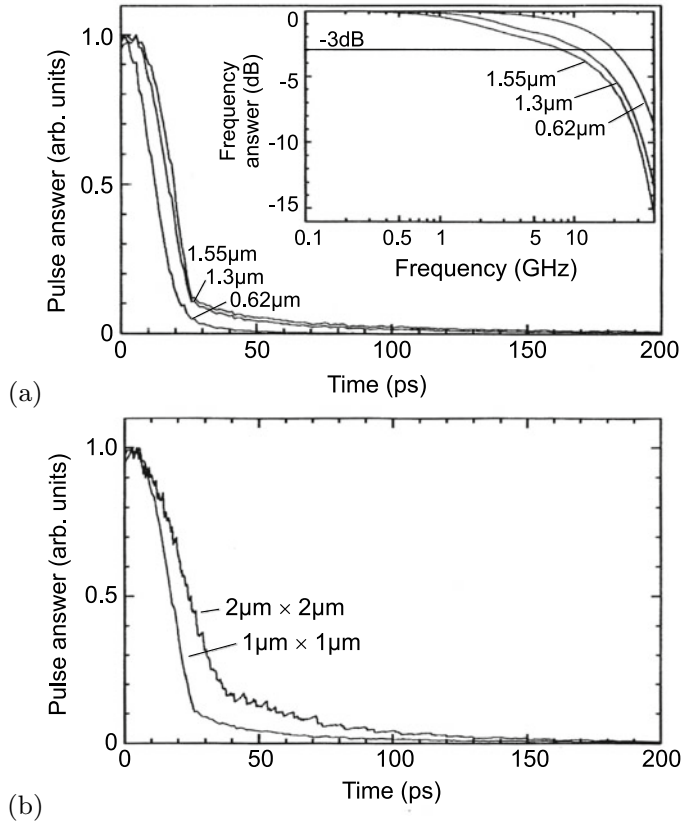 (a)
Pulse answer (arb. units)
1.0
0.5
0
1.55µm
1.3µm
0.62µm
0
50
100
150
200
Time (ps)
Frequency
answer (dB)
0
-5
-10
-15
-3dB
1.55µm
1.3µm
0.62µm
0.1
0.5
1
5
10
Frequency (GHz)
(b)
Pulse answer (arb. units)
1.0
0.5
0
2µm × 2µm
1µm × 1µm
0
50
100
150
200
Time (ps)